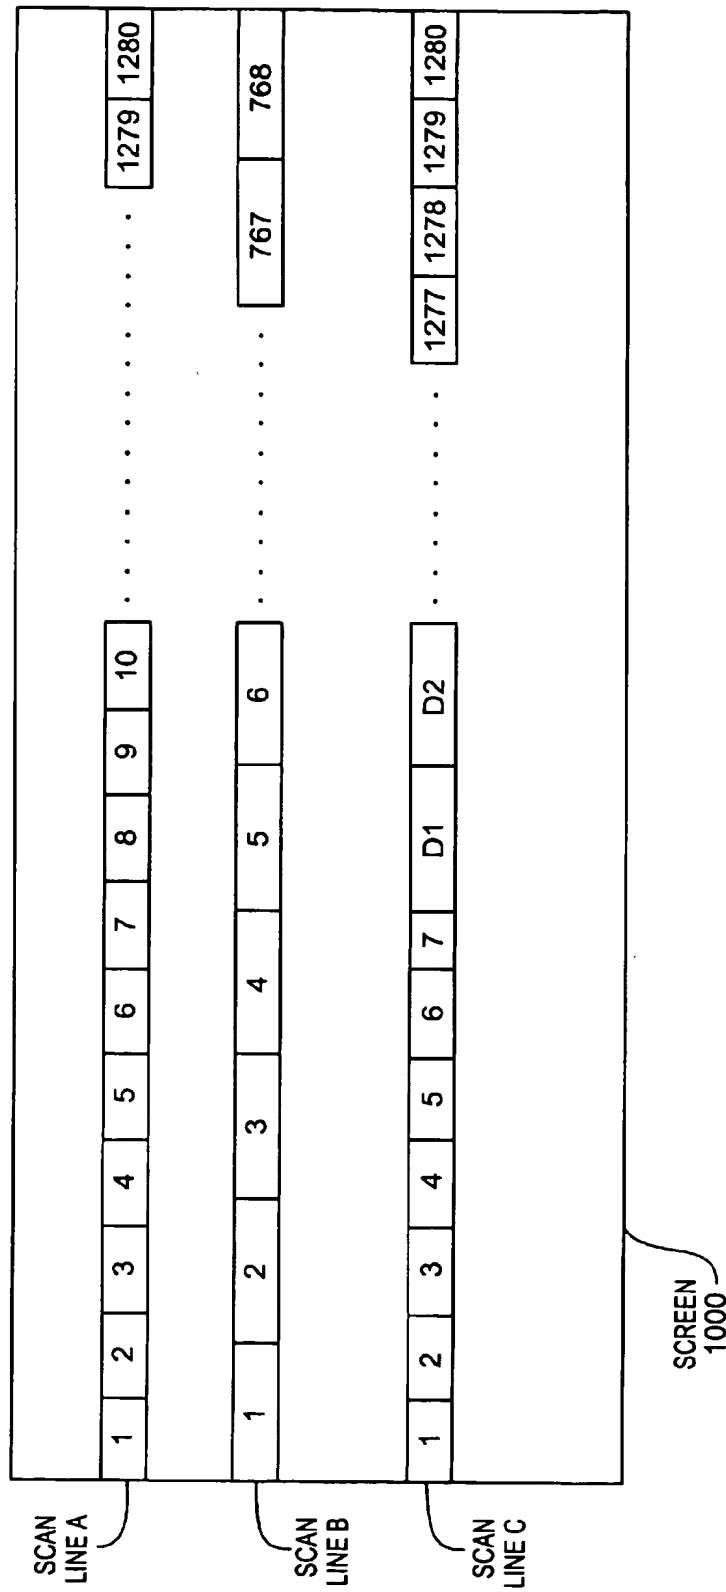 SCAN
LINE A
1 2 3 4 5 6 7 8 9 10 . . . . . . . . . . . . . . 1279 1280
SCAN
LINE B
1 2 3 4 5 6 . . . . . . . . . . 767 768
SCAN
LINE C
1 2 3 4 5 6 7 D1 D2 . . . . . . . . 1277 1278 1279 1280
SCREEN
1000